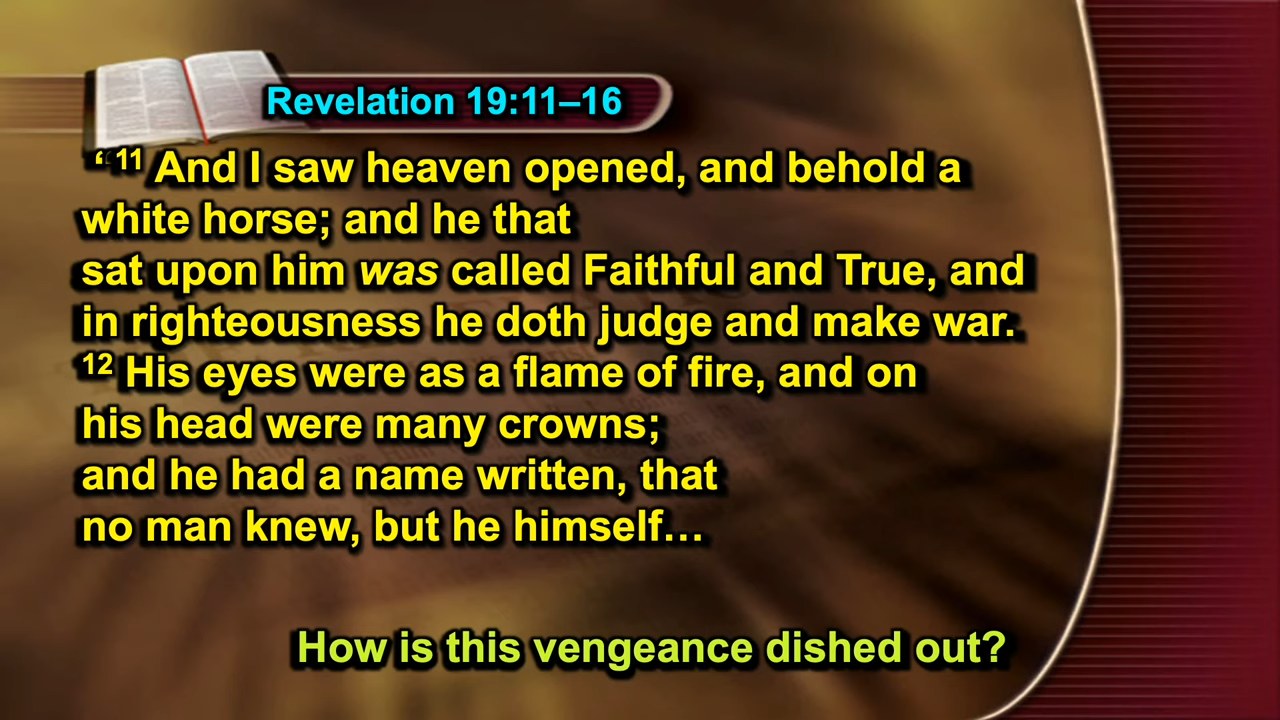 Revelation 19:11–16
‘ 11 And I saw heaven opened, and behold a
white horse; and he that
sat upon him was called Faithful and True, and
in righteousness he doth judge and make war.
12 His eyes were as a flame of fire, and on
his head were many crowns;
and he had a name written, that
no man knew, but he himself…
How is this vengeance dished out?